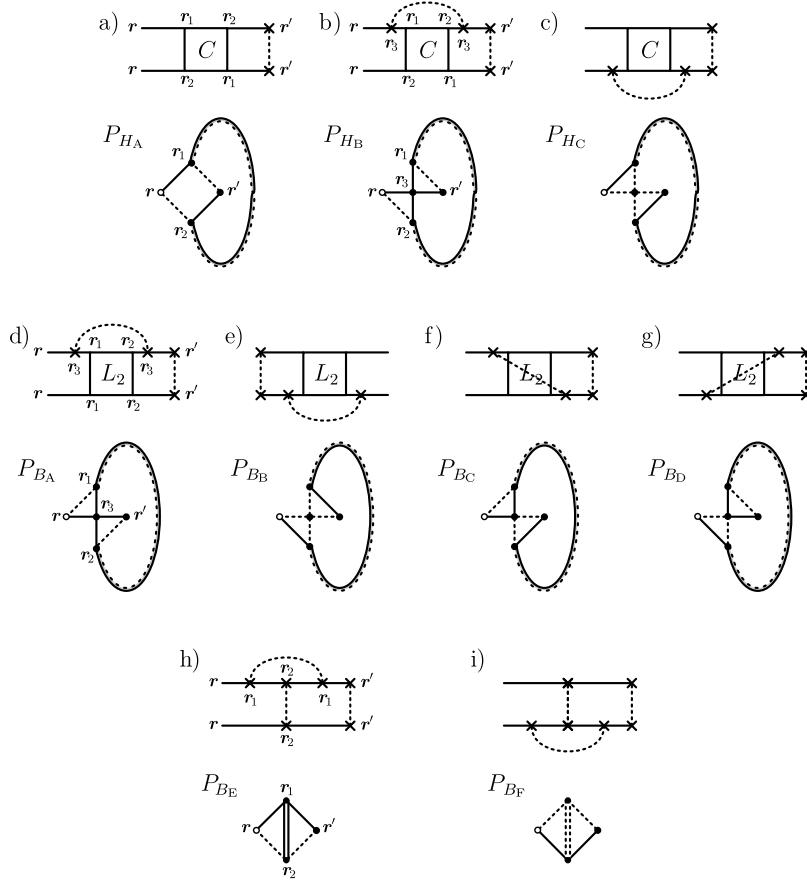 a)
r r₁ r₂ r′
C
r r₂ r₁ r′
b)
r r₁ r₂ r′
r₃ C r₃
r r₂ r₁ r′
c)
C
P_{H_A}
r₁
r r′
r₂
P_{H_B}
r₁
r r₃ r′
r₂
P_{H_C}
d)
r r₁ r₂ r′
r₃ L₂ r₃
r r₁ r₂ r′
e)
L₂
f)
L₂
g)
L₂
P_{B_A}
r₁
r r₃ r′
r₂
P_{B_B}
P_{B_C}
P_{B_D}
h)
r r₂ r′
r₁ r₁
r r₂ r′
i)
P_{B_E}
r₁
r r′
r₂
P_{B_F}